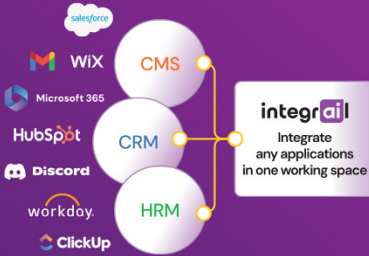 salesforce
WiX
CMS
Microsoft 365
integrail
HubSpot
CRM
Integrate
any applications
in one working space
Discord
workday.
HRM
ClickUp